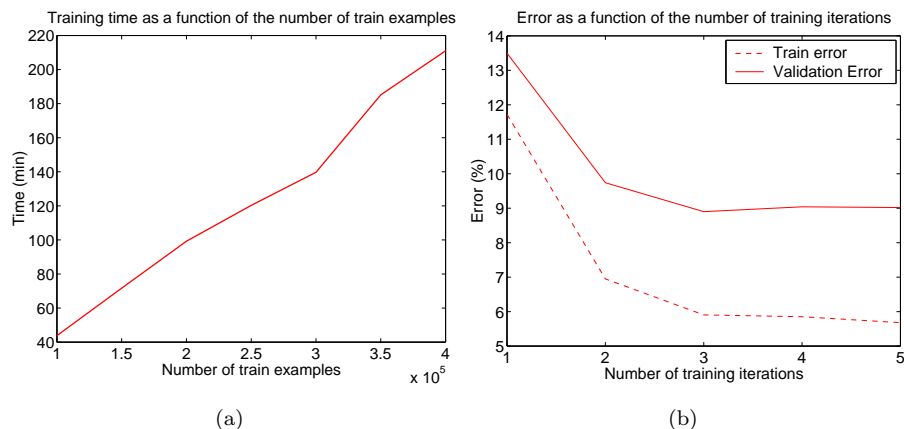 Training time as a function of the number of train examples
220
200
180
160
140
120
100
80
60
40
Time (min)
1
1.5
2
2.5
3
3.5
4
Number of train examples
x 10^5
(a)
Error as a function of the number of training iterations
14
13
12
11
10
9
8
7
6
5
Error (%)
Train error
Validation Error
1
2
3
4
5
Number of training iterations
(b)